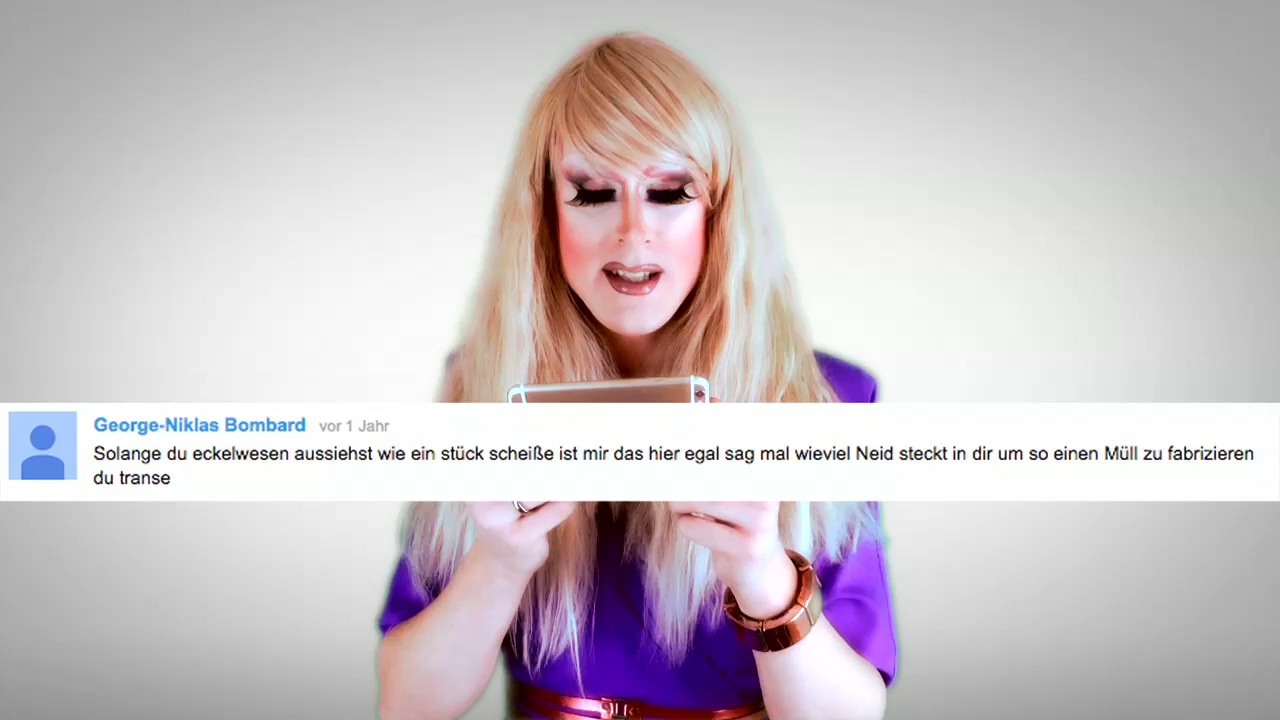 George-Niklas Bombard vor 1 Jahr
Solange du eckelwesen aussiehst wie ein stück scheiße ist mir das hier egal sag mal wieviel Neid steckt in dir um so einen Müll zu fabrizieren
du transe